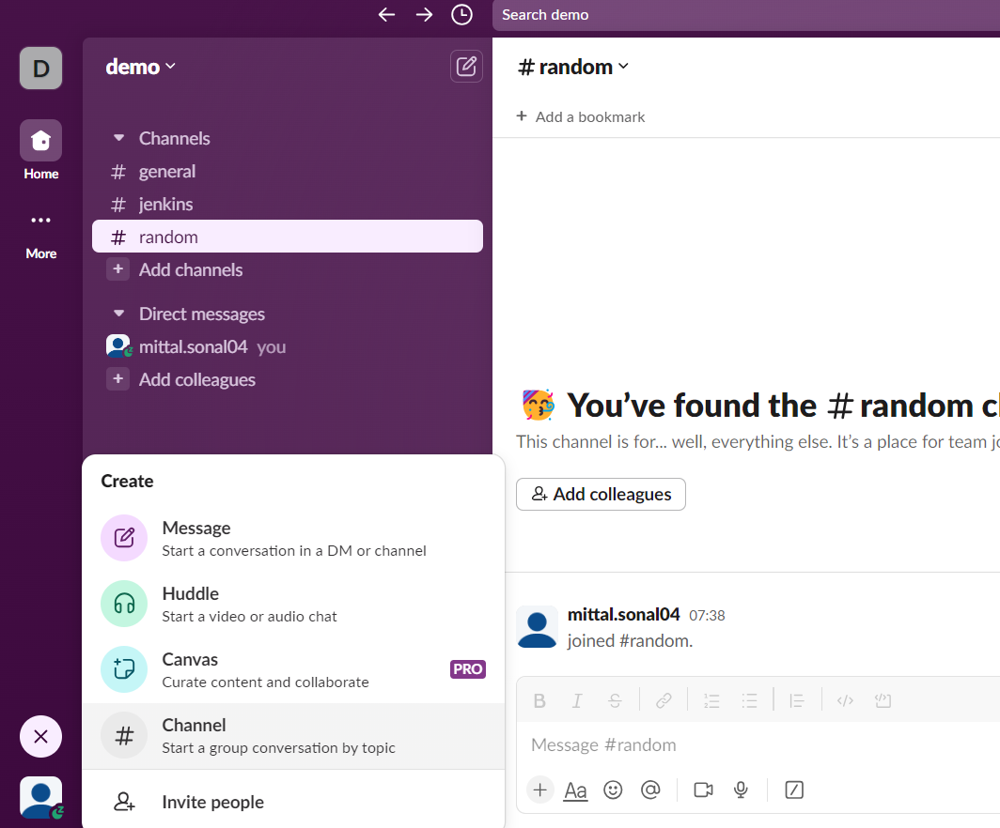 Search demo
D
Home
More
demo
Channels
# general
# jenkins
# random
+ Add channels
Direct messages
mittal.sonal04 you
+ Add colleagues
Create
Message
Start a conversation in a DM or channel
Huddle
Start a video or audio chat
Canvas
Curate content and collaborate
PRO
# Channel
Start a group conversation by topic
Invite people
# random
+ Add a bookmark
You’ve found the # random
This channel is for... well, everything else. It’s a place for team
Add colleagues
mittal.sonal04 07:38
joined #random.
B I S
Message #random
+ Aa @